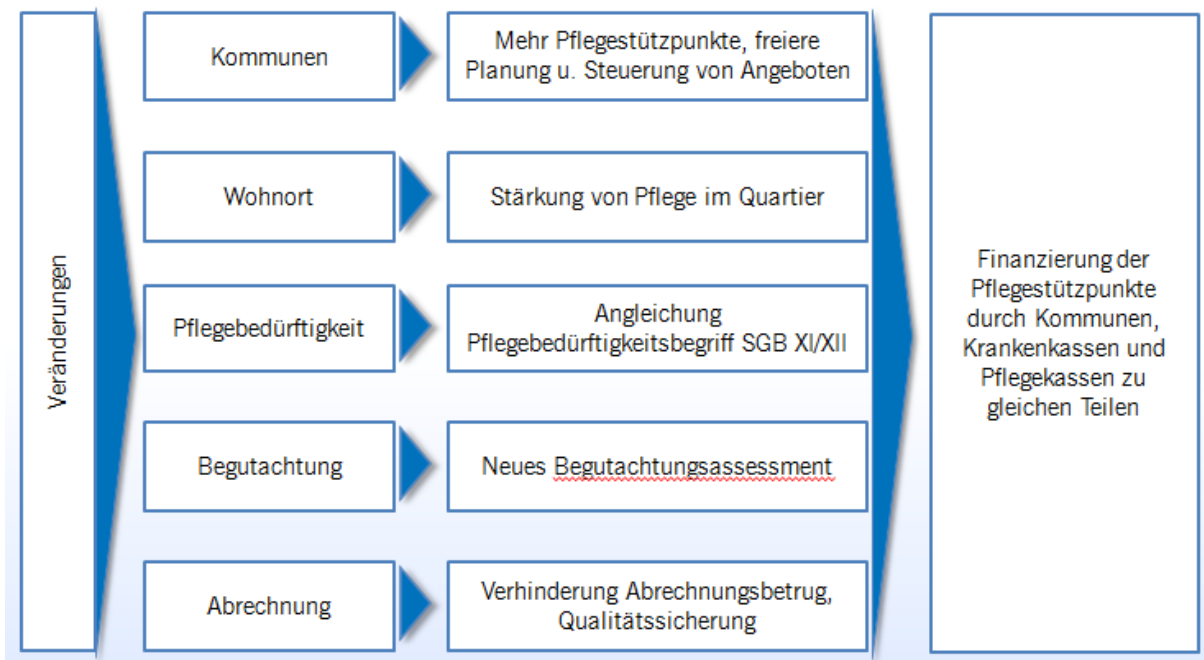 Veränderungen
Kommunen
Mehr Pflegestützpunkte, freiere
Planung u. Steuerung von Angeboten
Wohnort
Stärkung von Pflege im Quartier
Pflegebedürftigkeit
Angleichung
Pflegebedürftigkeitsbegriff SGB XI/XII
Begutachtung
Neues Begutachtungsassessment
Abrechnung
Verhinderung Abrechnungsbetrug,
Qualitätssicherung
Finanzierung der
Pflegestützpunkte
durch Kommunen,
Krankenkassen und
Pflegekassen zu
gleichen Teilen